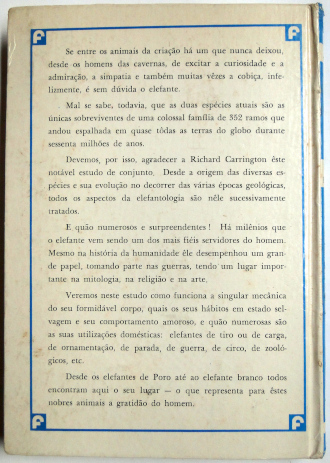 Se entre os animais da criação há um que nunca deixou,
desde os homens das cavernas, de excitar a curiosidade e a
admiração, a simpatia e também muitas vêzes a cobiça, infe-
lizmente, é sem dúvida o elefante.
Mal se sabe, todavia, que as duas espécies atuais são as
únicas sobreviventes de uma colossal família de 352 ramos que
andou espalhada em quase tôdas as terras do globo durante
sessenta milhões de anos.
Devemos, por isso, agradecer a Richard Carrington êste
notável estudo de conjunto. Desde a origem das diversas es-
pécies e sua evolução no decorrer das várias épocas geológicas,
todos os aspectos da elefantologia são nêle sucessivamente
tratados.
E quão numerosos e surpreendentes! Há milênios que
o elefante vem sendo um dos mais fiéis servidores do homem.
Mesmo na história da humanidade êle desempenhou um gran-
de papel, tomando parte nas guerras, tendo um lugar impor-
tante na mitologia, na religião e na arte.
Veremos neste estudo como funciona a singular mecânica
do seu formidável corpo, quais os seus hábitos em estado sel-
vagem e seu comportamento amoroso, e quão numerosas são
as suas utilizações domésticas: elefantes de tiro ou de carga,
de ornamentação, de parada, de guerra, de circo, de zooló-
gicos, etc.
Desde os elefantes de Poro até ao elefante branco todos
encontram aqui o seu lugar — o que representa para êstes
nobres animais a gratidão do homem.